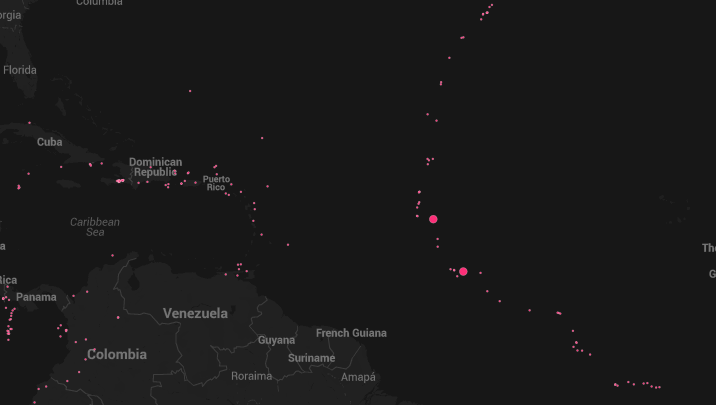 Columbia
orgia
Florida
Cuba
Dominican
Republic
Puerto
Rico
Caribbean
Sea
a
The
G
Rica
Panama
Venezuela
Guyana
French Guiana
Suriname
Colombia
Roraima
Amapá